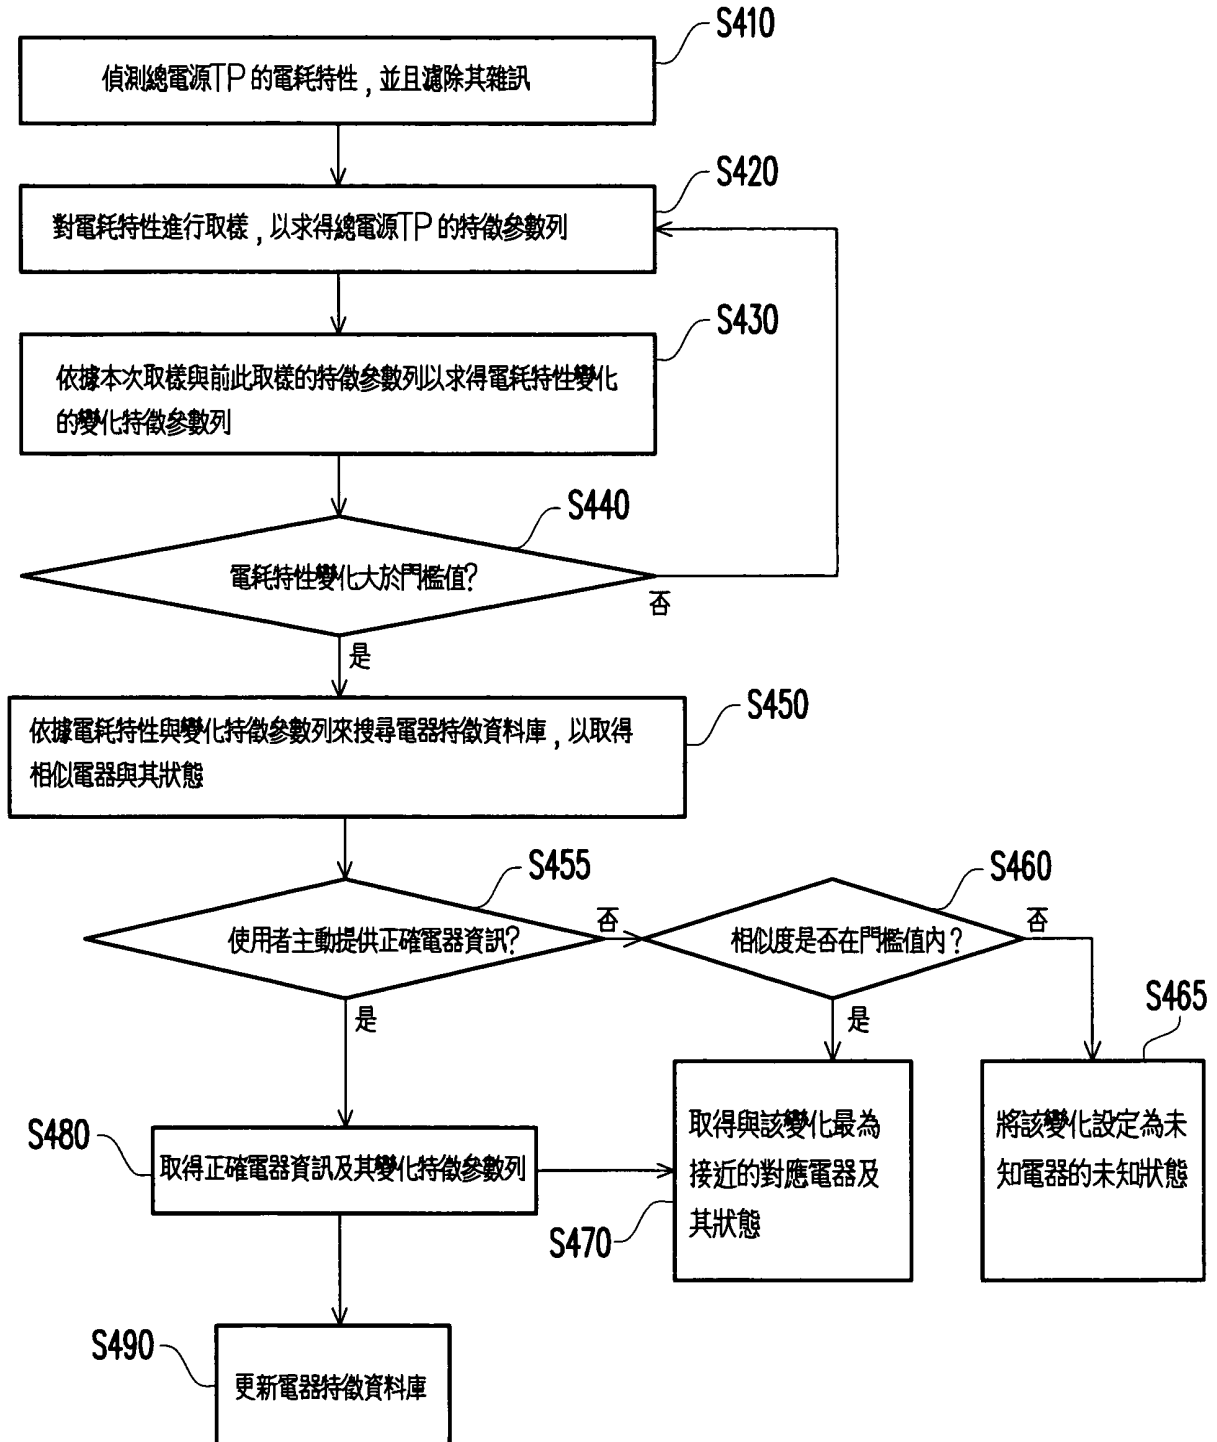 S410
偵測總電源TP的電耗特性,並且濾除其雜訊
S420
對電耗特性進行取樣,以求得總電源TP的特徵參數列
S430
依據本次取樣與前此取樣的特徵參數列以求得電耗特性變化
的變化特徵參數列
S440
電耗特性變化大於門檻值?
否
是
S450
依據電耗特性與變化特徵參數列來搜尋電器特徵資料庫,以取得
相似電器與其狀態
S455
使用者主動提供正確電器資訊?
否
是
S460
相似度是否在門檻值內?
否
是
S465
將該變化設定為未
知電器的未知狀態
S470
取得與該變化最為
接近的對應電器及
其狀態
S480
取得正確電器資訊及其變化特徵參數列
S490
更新電器特徵資料庫